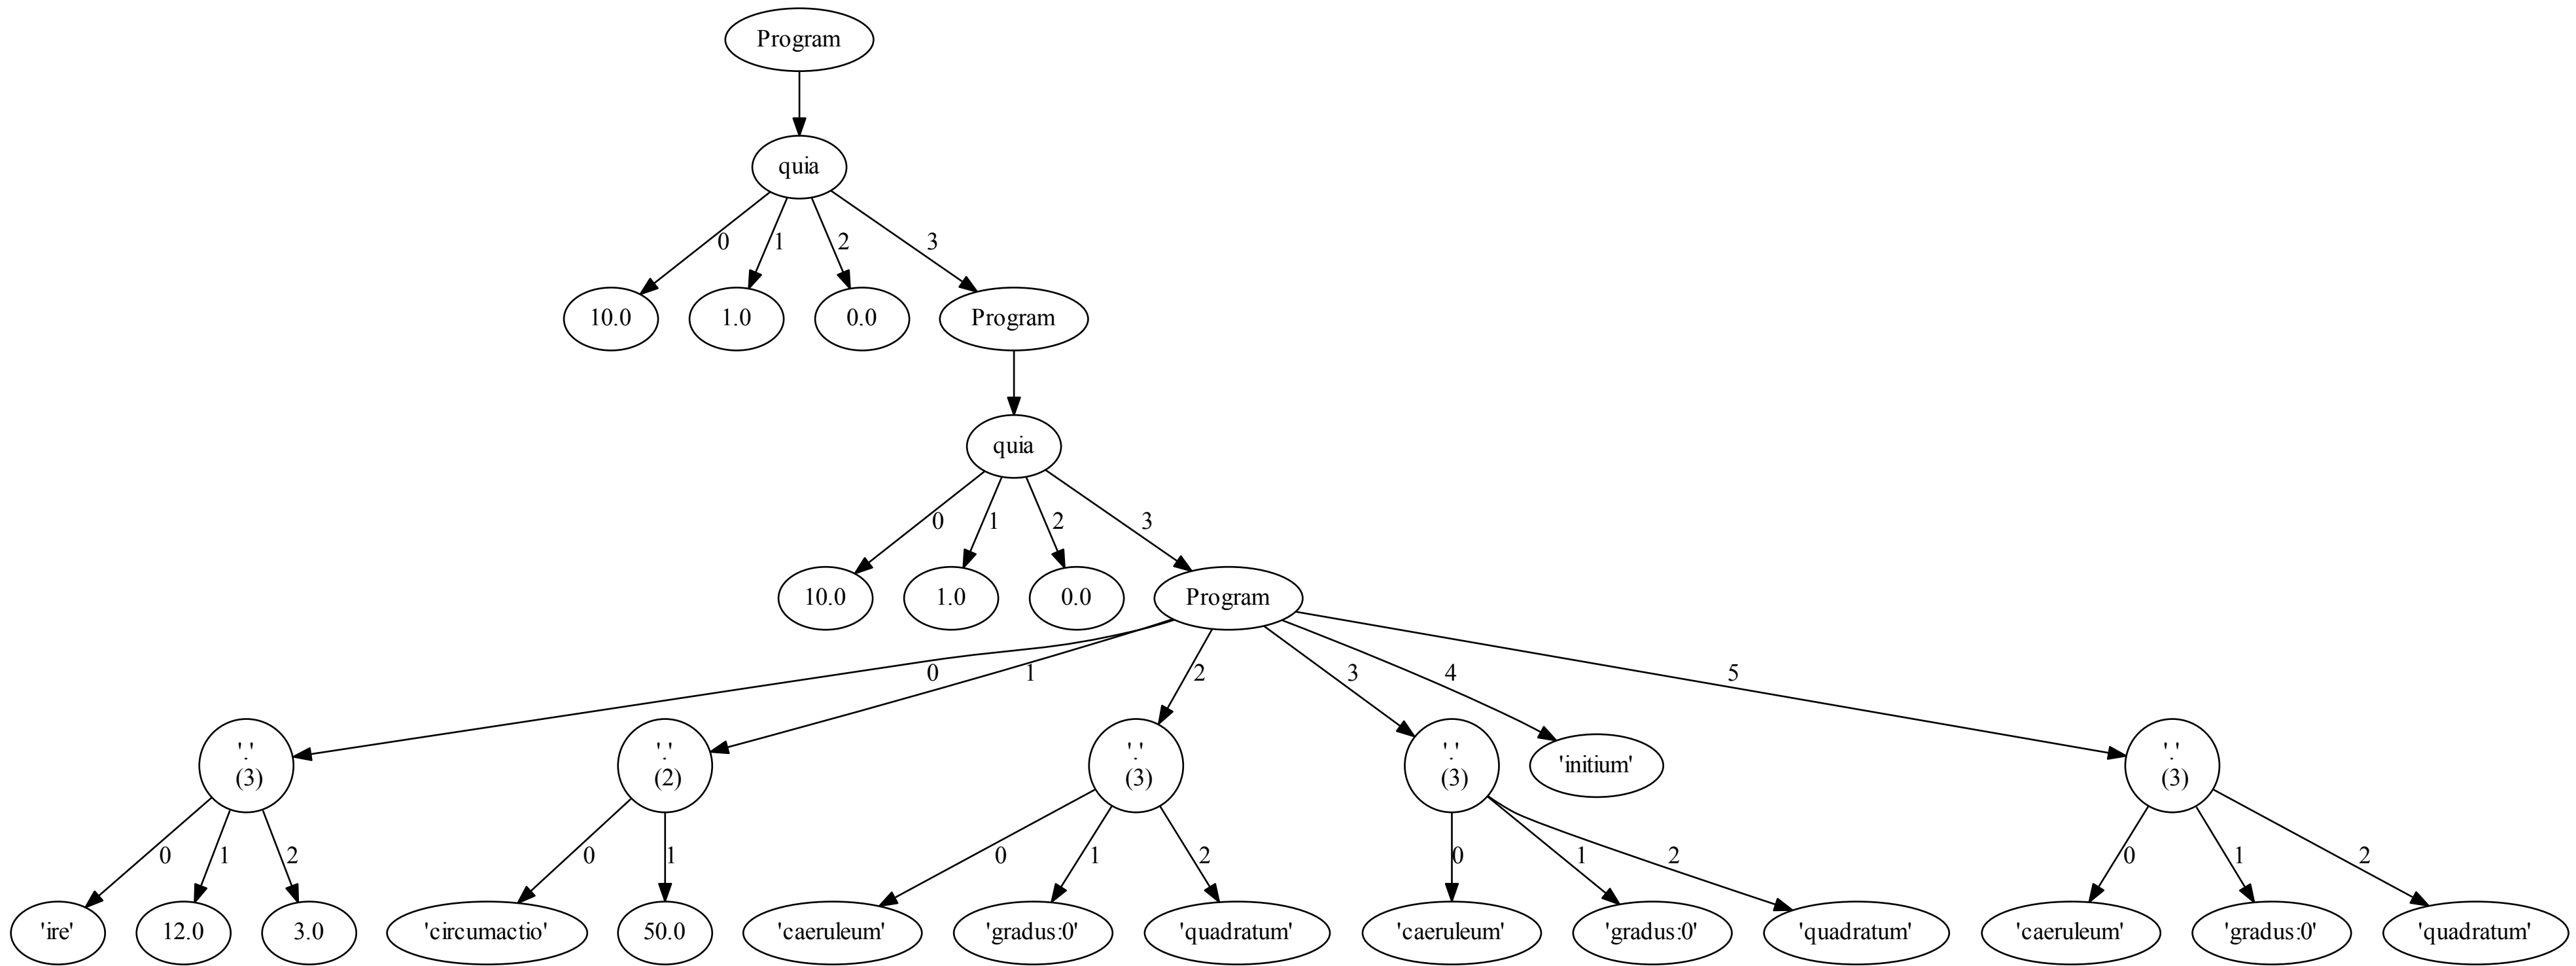 Program
quia
0 1 2 3
10.0 1.0 0.0 Program
quia
0 1 2 3
10.0 1.0 0.0 Program
0 1 2 3 4 5
'.' '.' '.' '.' 'initium' '.'
(3) (2) (3) (3) (3)
0 1 2 0 1 0 1 2 0 1 2 0 1 2
'ire' 12.0 3.0 'circumactio' 50.0 'caeruleum' 'gradus:0' 'quadratum' 'caeruleum' 'gradus:0' 'quadratum' 'caeruleum' 'gradus:0' 'quadratum'